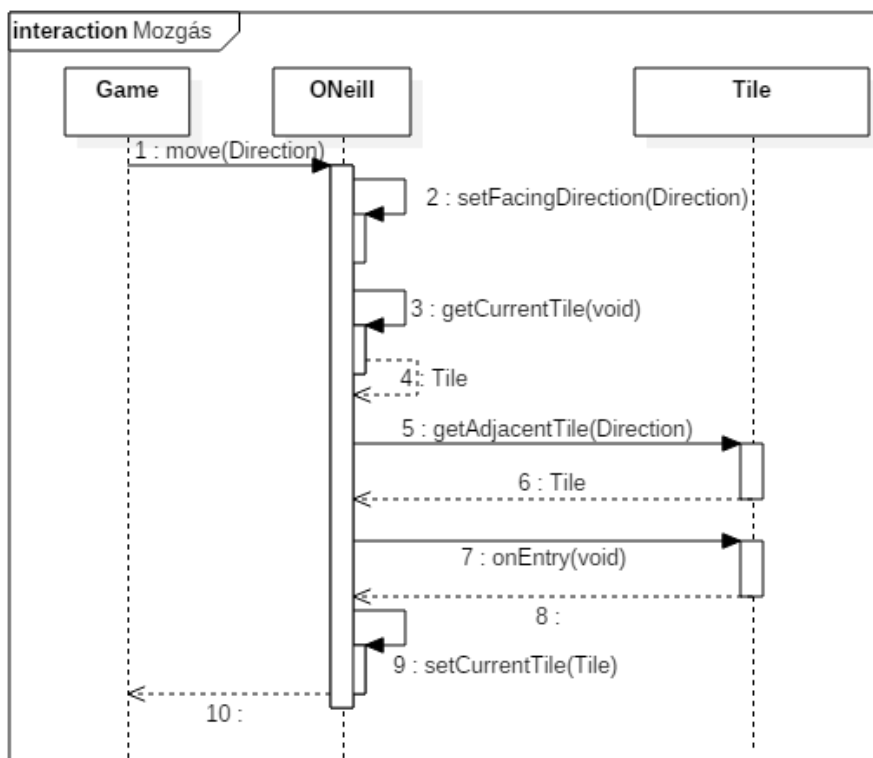 interaction Mozgás
Game
ONeill
Tile
1 : move(Direction)
2 : setFacingDirection(Direction)
3 : getCurrentTile(void)
4 : Tile
5 : getAdjacentTile(Direction)
6 : Tile
7 : onEntry(void)
8 :
9 : setCurrentTile(Tile)
10 :